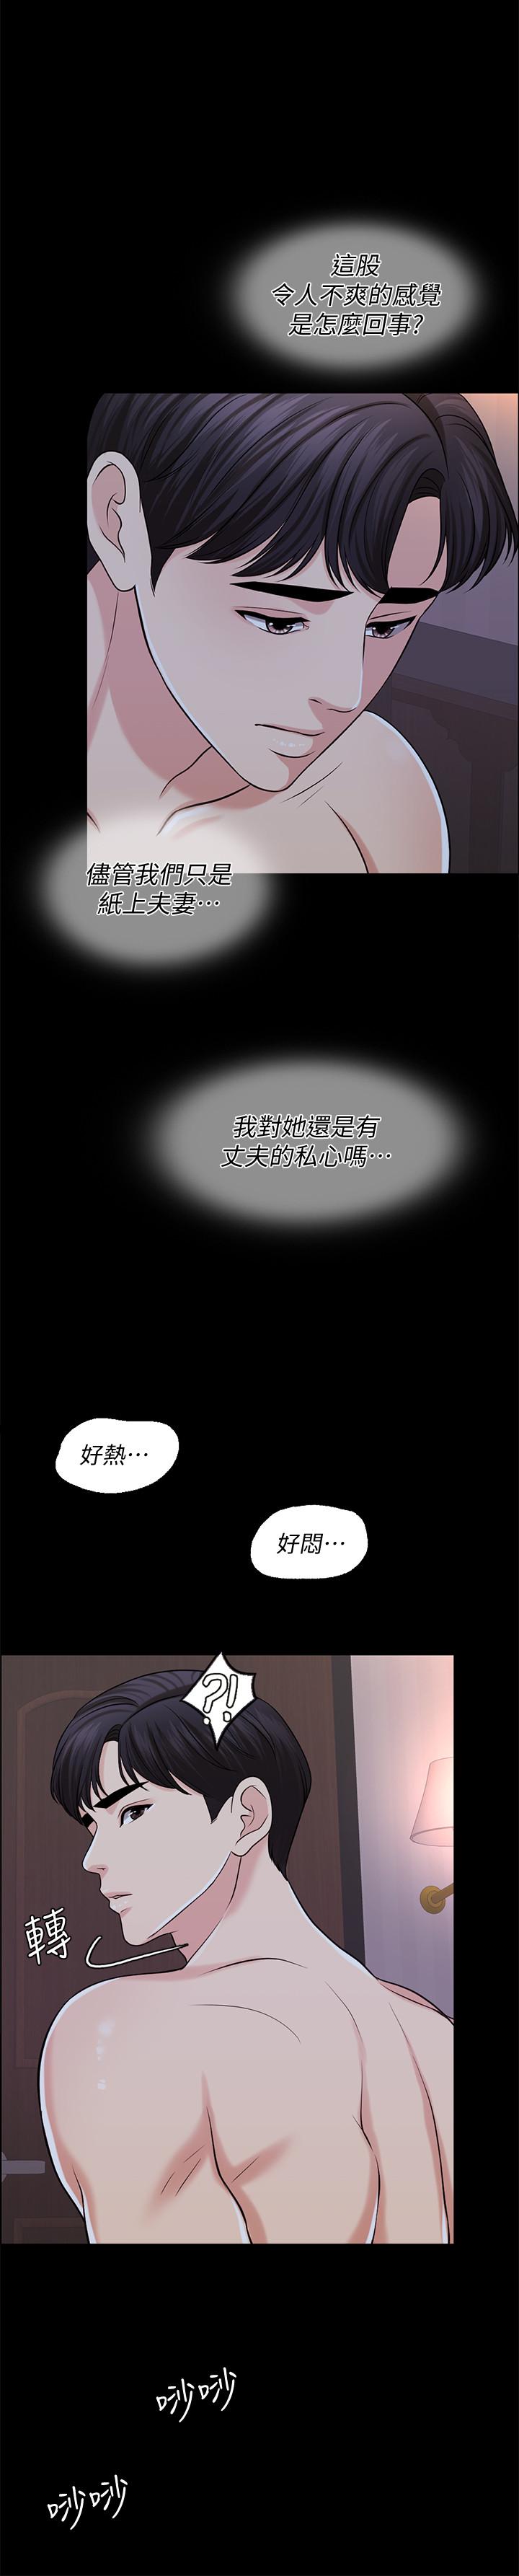 這股
令人不爽的感覺
是怎麼回事?
儘管我們只是
紙上夫妻…
我對她還是有
丈夫的私心嗎…
好熱…
好悶…
?!
轉
唦唦
唦唦